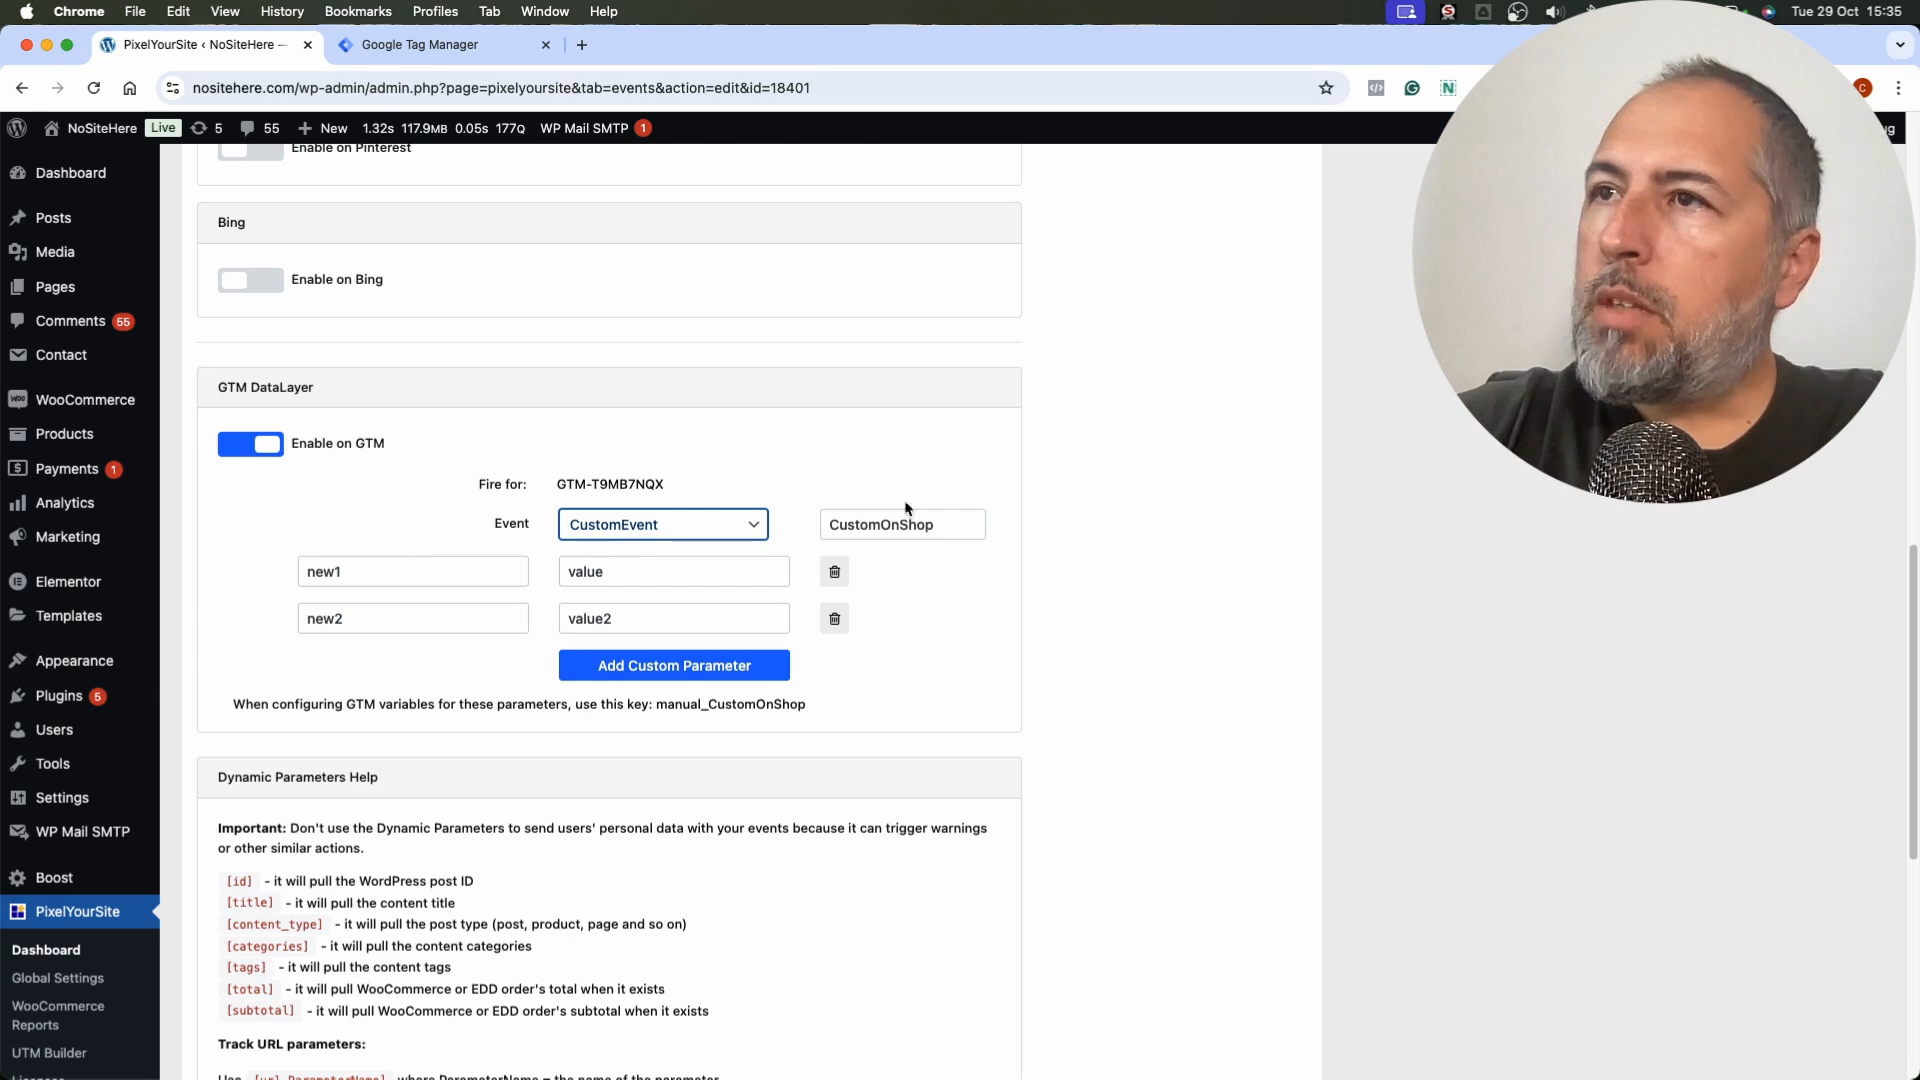 Chrome File Edit View History Bookmarks Profiles Tab Window Help
Tue 29 Oct 15:35
PixelYourSite ‹ NoSiteHere —
Google Tag Manager
nositehere.com/wp-admin/admin.php?page=pixelyoursite&tab=events&action=edit&id=18401
NoSiteHere Live 5 55 New 1.32s 117.9MB 0.05s 177Q WP Mail SMTP 1
Dashboard
Posts
Media
Pages
Comments 55
Contact
WooCommerce
Products
Payments 1
Analytics
Marketing
Elementor
Templates
Appearance
Plugins 5
Users
Tools
Settings
WP Mail SMTP
Boost
PixelYourSite
Dashboard
Global Settings
WooCommerce
Reports
UTM Builder
Enable on Pinterest
Bing
Enable on Bing
GTM DataLayer
Enable on GTM
Fire for: GTM-T9MB7NQX
Event CustomEvent CustomOnShop
new1 value
new2 value2
Add Custom Parameter
When configuring GTM variables for these parameters, use this key: manual_CustomOnShop
Dynamic Parameters Help
Important: Don't use the Dynamic Parameters to send users' personal data with your events because it can trigger warnings
or other similar actions.
[id] - it will pull the WordPress post ID
[title] - it will pull the content title
[content_type] - it will pull the post type (post, product, page and so on)
[categories] - it will pull the content categories
[tags] - it will pull the content tags
[total] - it will pull WooCommerce or EDD order's total when it exists
[subtotal] - it will pull WooCommerce or EDD order's subtotal when it exists
Track URL parameters:
Use [url_ParameterName] where ParameterName = the name of the parameter